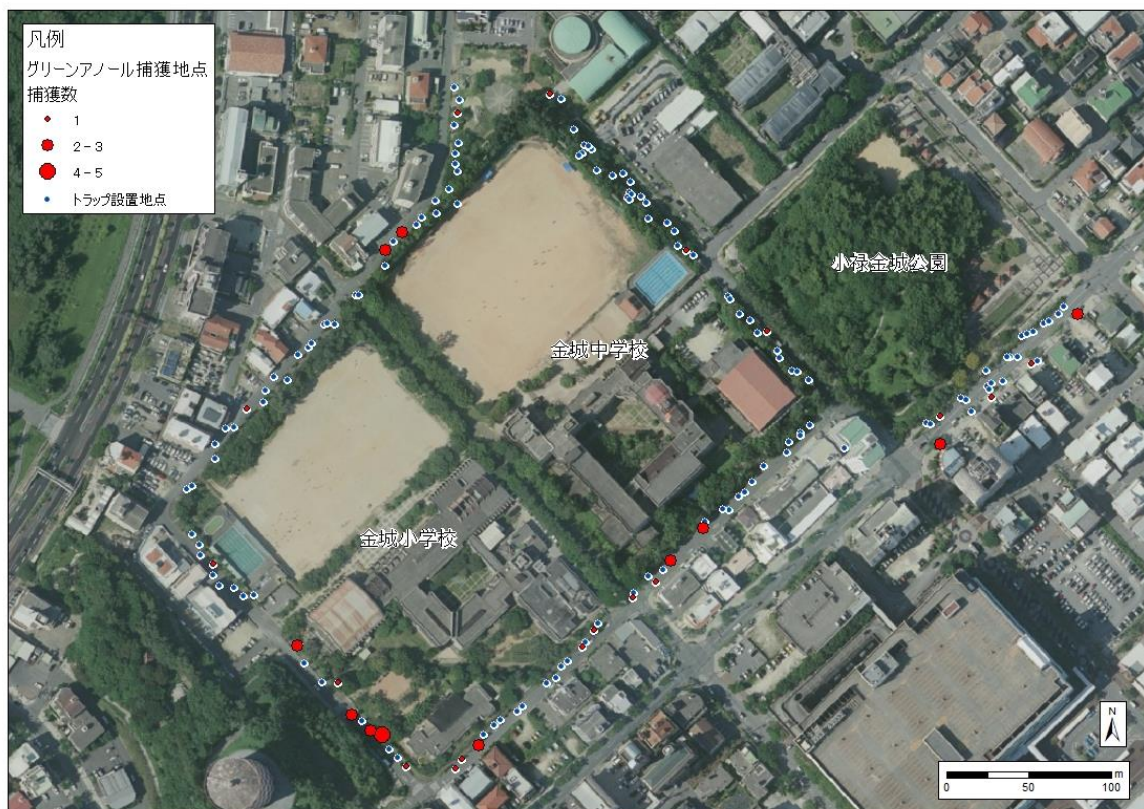 凡例
グリーンアノール捕獲地点
捕獲数
1
2 - 3
4 - 5
トラップ設置地点
小禄金城公園
金城中学校
金城小学校
N
m
0 50 100